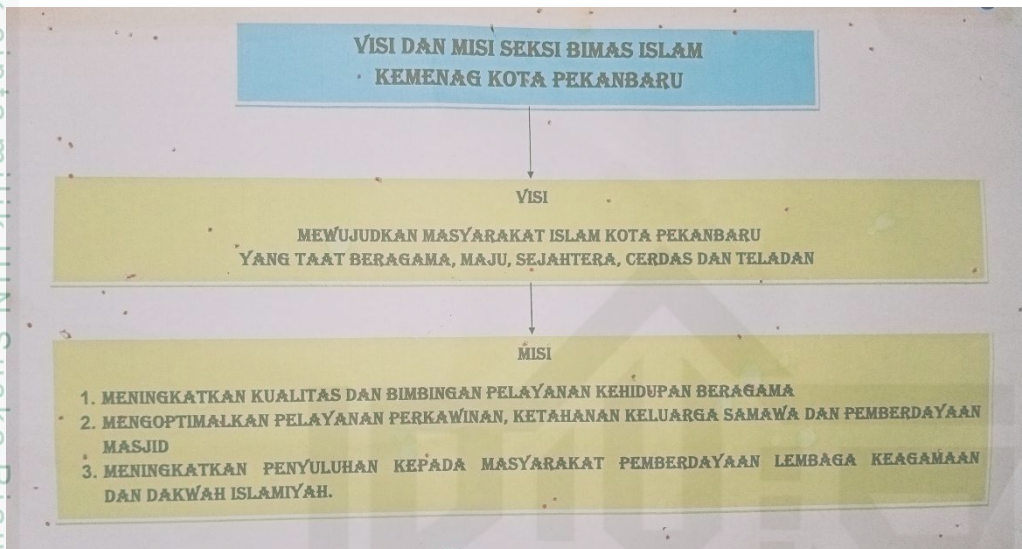 VISI DAN MISI SEKSI BIMAS ISLAM
KEMENAG KOTA PEKANBARU
VISI
MEWUJUDKAN MASYARAKAT ISLAM KOTA PEKANBARU
YANG TAAT BERAGAMA, MAJU, SEJAHTERA, CERDAS DAN TELADAN
MISI
1. MENINGKATKAN KUALITAS DAN BIMBINGAN PELAYANAN KEHIDUPAN BERAGAMA
2. MENGOPTIMALKAN PELAYANAN PERKAWINAN, KETAHANAN KELUARGA SAMAWA DAN PEMBERDAYAAN
MASJID
3. MENINGKATKAN PENYULUHAN KEPADA MASYARAKAT PEMBERDAYAAN LEMBAGA KEAGAMAAN
DAN DAKWAH ISLAMIYAH.